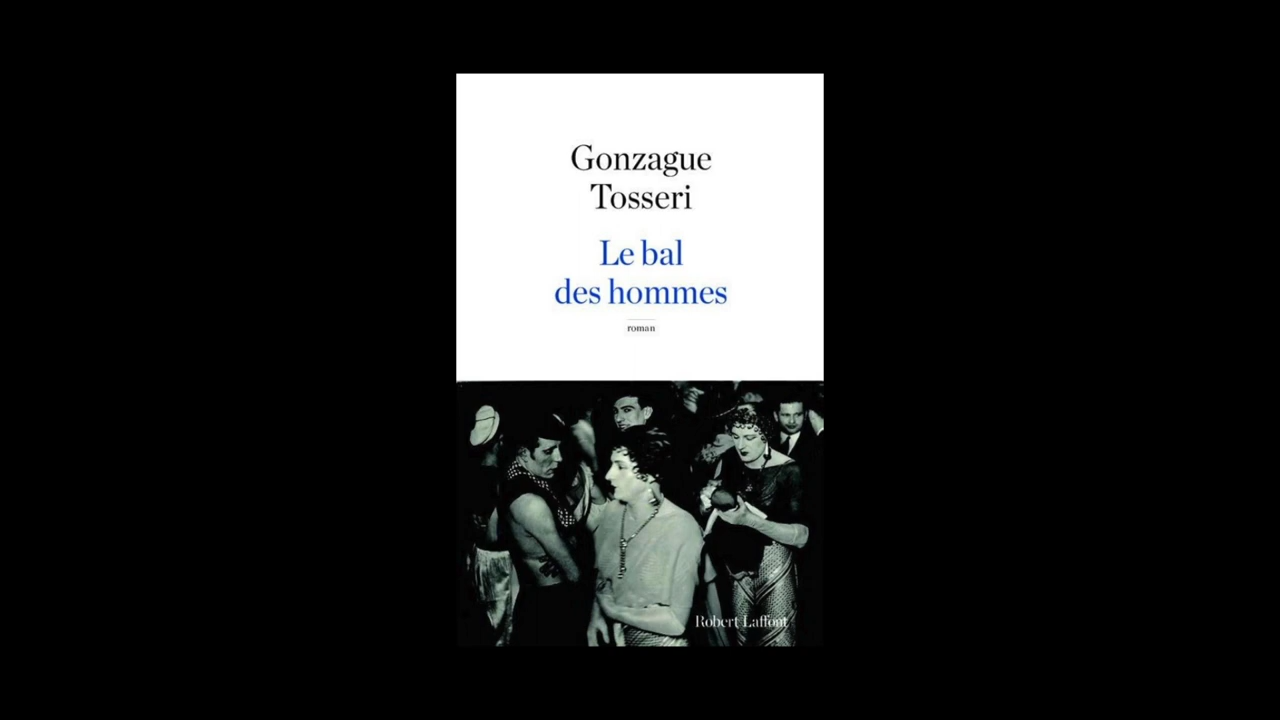 Gonzague
Tosseri
Le bal
des hommes
roman
Robert Laffont